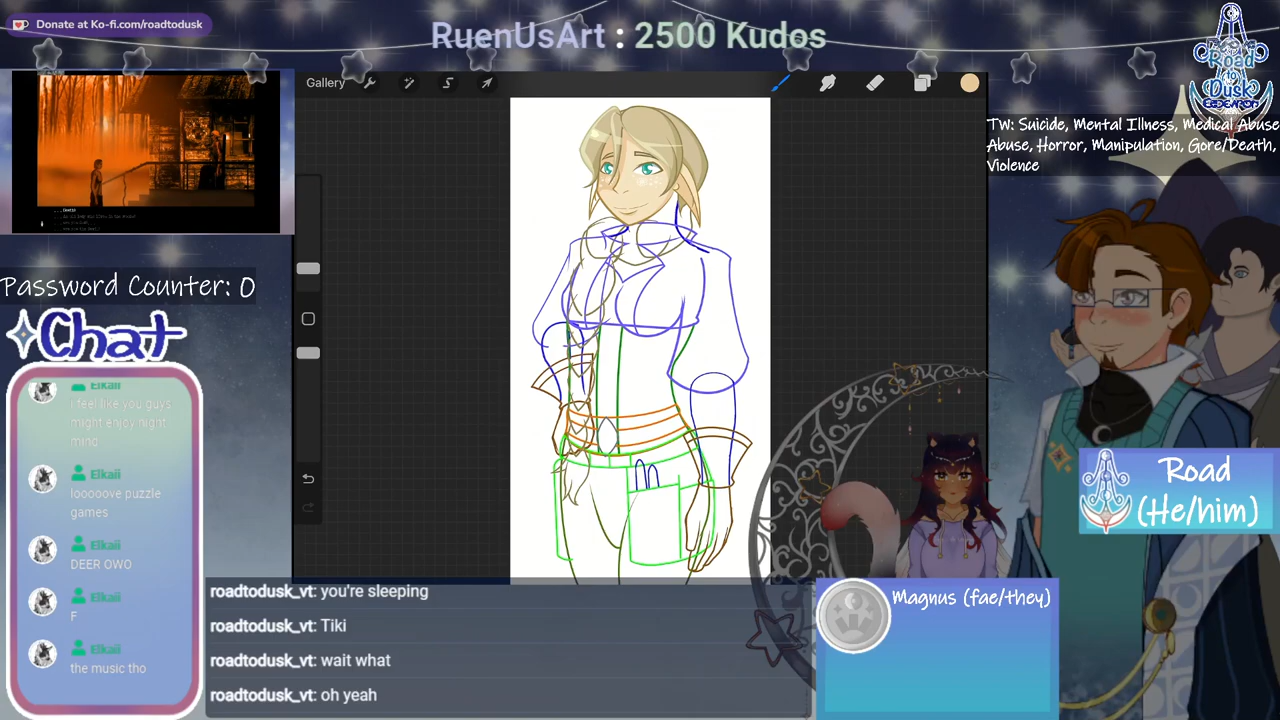 Donate at Ko-fi.com/roadtodusk
RuenUsArt : 2500 Kudos
Road
to
Dusk
Gallery
TW: Suicide, Mental Illness, Medical Abuse
Abuse, Horror, Manipulation, Gore/Death,
Violence
Password Counter: 0
Chat
Elkaii
i feel like you guys
might enjoy night
mind
Elkaii
looooove puzzle
games
Elkaii
DEER OWO
Elkaii
F
Elkaii
the music tho
roadtodusk_vt: you're sleeping
roadtodusk_vt: Tiki
roadtodusk_vt: wait what
roadtodusk_vt: oh yeah
Magnus (fae/they)
Road
(He/him)